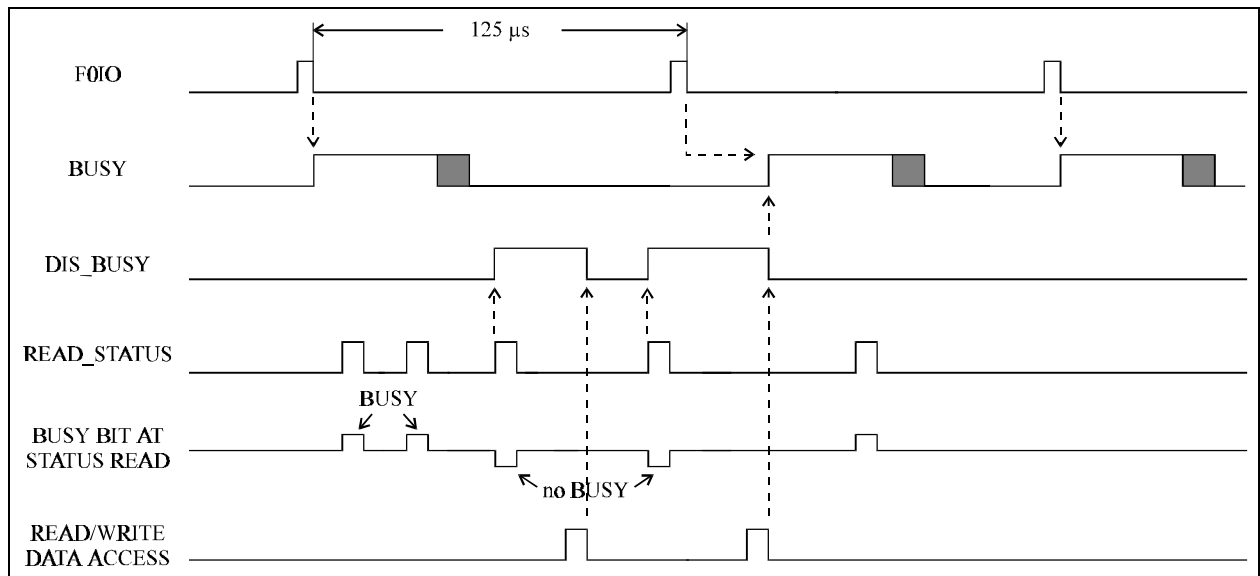 125 µs
F0IO
BUSY
DIS_BUSY
READ_STATUS
BUSY
BUSY BIT AT
STATUS READ
no BUSY
READ/WRITE
DATA ACCESS